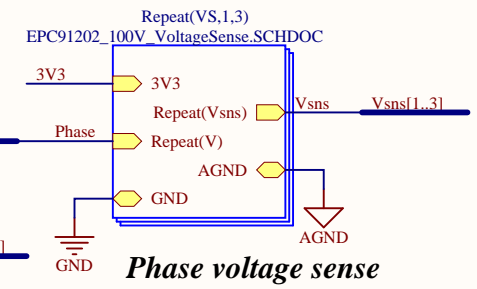 Repeat(VS,1,3)
EPC91202_100V_VoltageSense.SCHDOC
3V3
3V3
Repeat(Vsns)
Vsns
Vsns[1..3]
Phase
Repeat(V)
AGND
GND
]
AGND
GND
Phase voltage sense